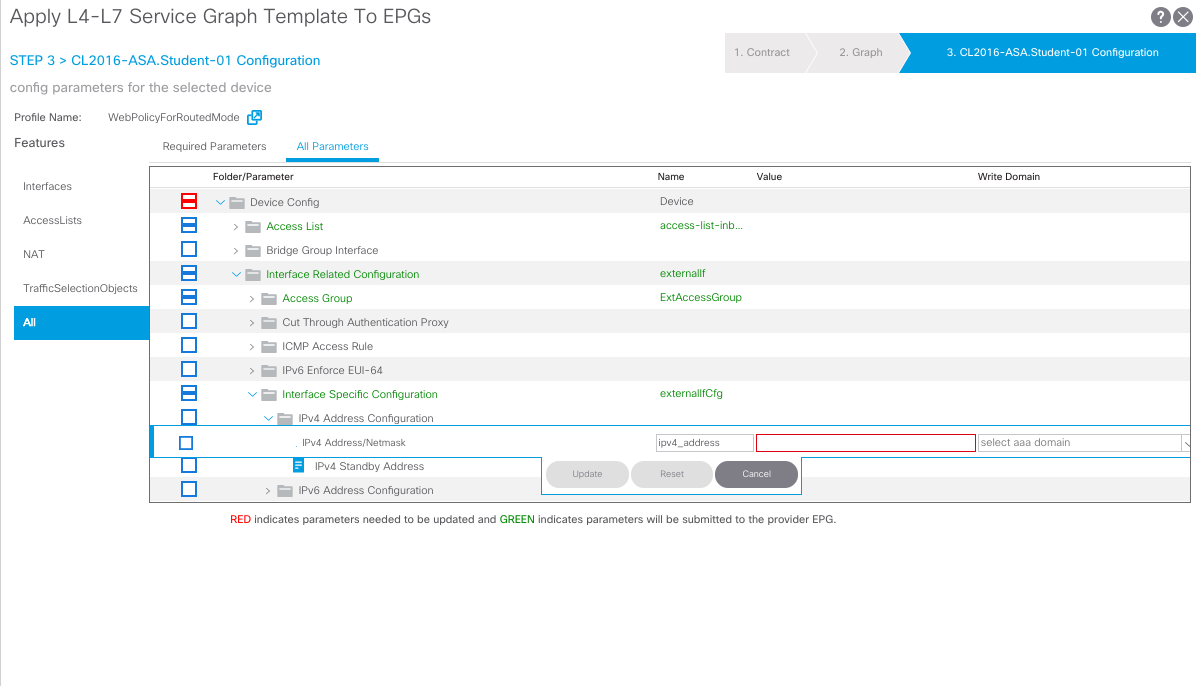 Apply L4-L7 Service Graph Template To EPGs
STEP 3 > CL2016-ASA.Student-01 Configuration
1. Contract 2. Graph 3. CL2016-ASA.Student-01 Configuration
config parameters for the selected device
Profile Name: WebPolicyForRoutedMode
Features
Required Parameters All Parameters
Interfaces
AccessLists
NAT
TrafficSelectionObjects
All
Folder/Parameter Name Value Write Domain
Device Config Device
Access List access-list-inb...
Bridge Group Interface
Interface Related Configuration externalIf
Access Group ExtAccessGroup
Cut Through Authentication Proxy
ICMP Access Rule
IPv6 Enforce EUI-64
Interface Specific Configuration externalIfCfg
IPv4 Address Configuration
IPv4 Address/Netmask ipv4_address select aaa domain
IPv4 Standby Address
Update Reset Cancel
IPv6 Address Configuration
RED indicates parameters needed to be updated and GREEN indicates parameters will be submitted to the provider EPG.